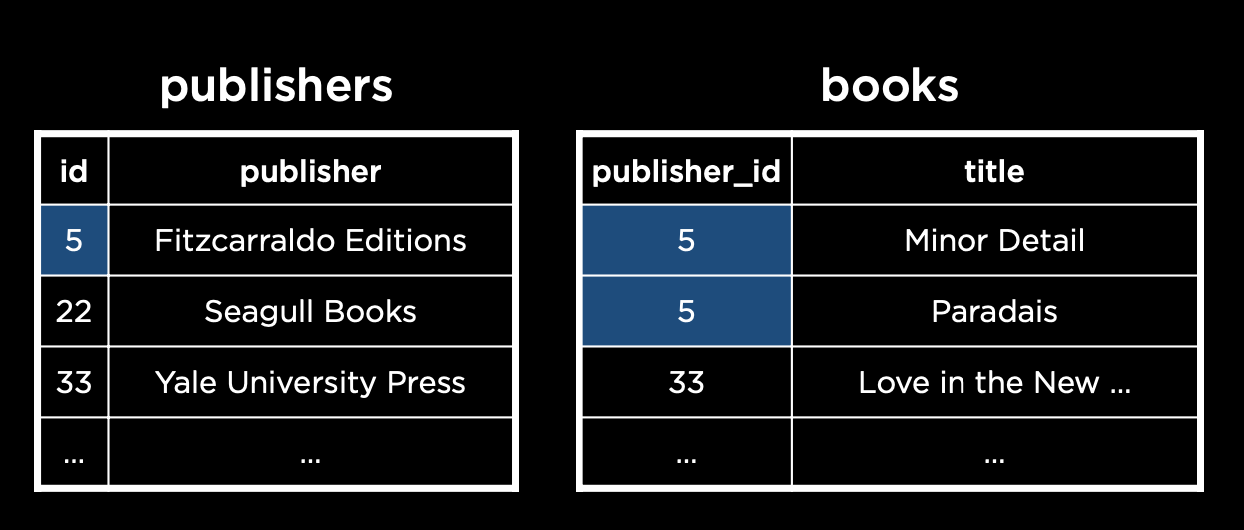 publishers
id publisher
5 Fitzcarraldo Editions
22 Seagull Books
33 Yale University Press
... ...
books
publisher_id title
5 Minor Detail
5 Paradais
33 Love in the New ...
... ...